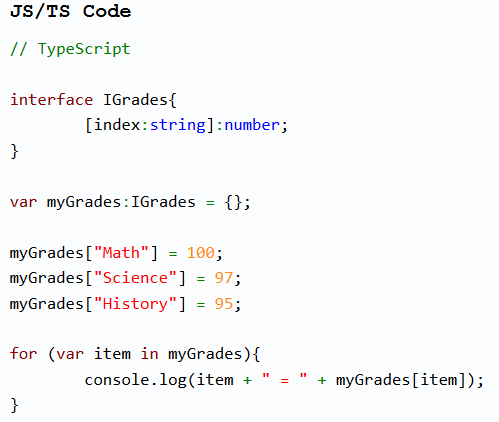 JS/TS Code
// TypeScript
interface IGrades{
[index:string]:number;
}
var myGrades:IGrades = {};
myGrades["Math"] = 100;
myGrades["Science"] = 97;
myGrades["History"] = 95;
for (var item in myGrades){
console.log(item + " = " + myGrades[item]);
}